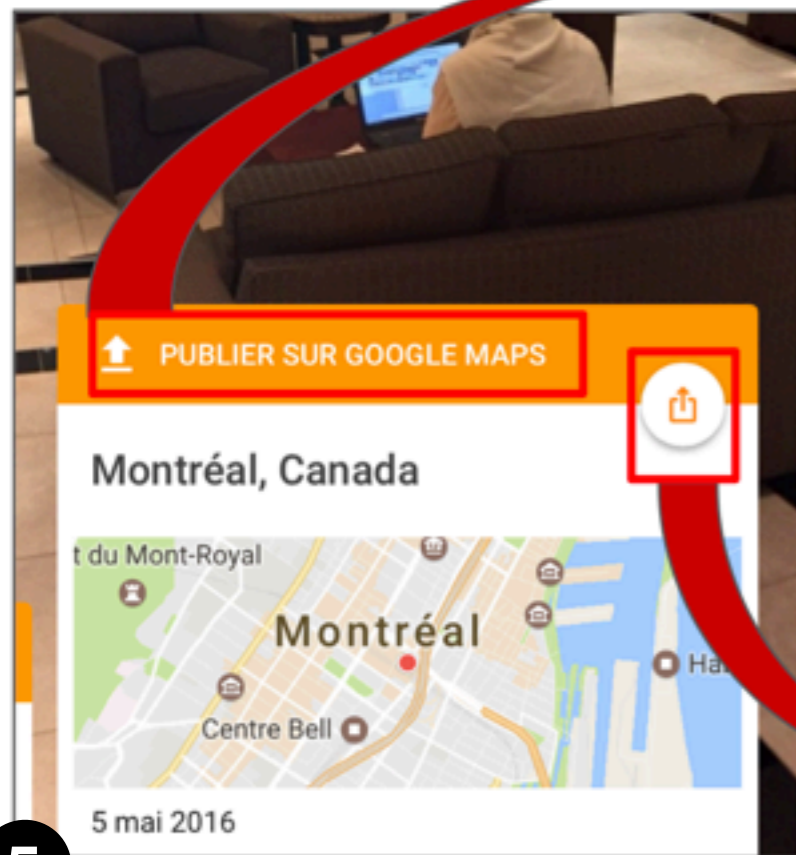 PUBLIER SUR GOOGLE MAPS
Montréal, Canada
t du Mont-Royal
Montréal
Centre Bell
5 mai 2016